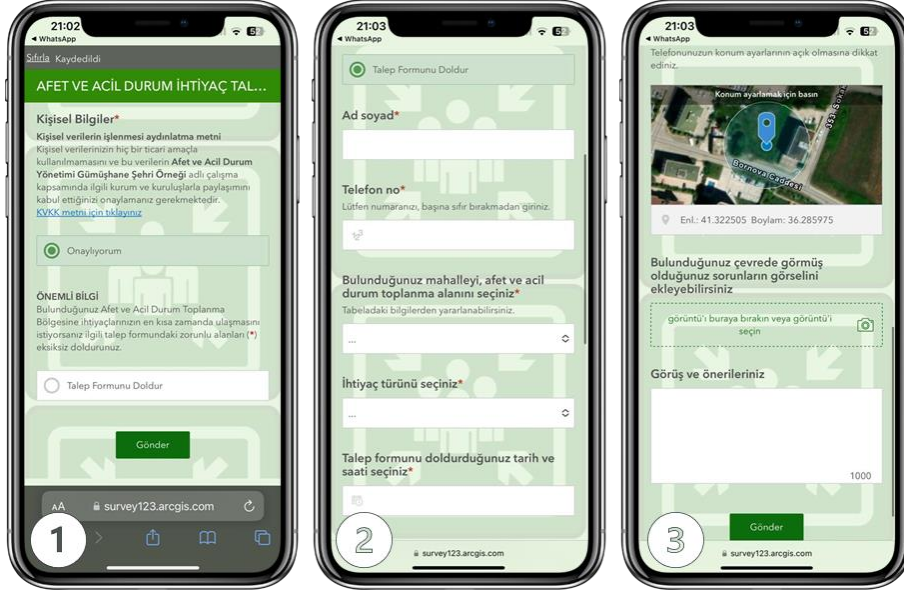 21:02
WhatsApp
52
Sıfırla Kaydedildi
AFET VE ACİL DURUM İHTİYAÇ TAL...
Kişisel Bilgiler*
Kişisel verilerin işlenmesi aydınlatma metni
Kişisel verilerinizin hiç bir ticari amaçla
kullanılmamasını ve bu verilerin Afet ve Acil Durum
Yönetimi Gümüşhane Şehri Örneği adlı çalışma
kapsamında ilgili kurum ve kuruluşlarla paylaşımını
kabul ettiğinizi onaylamanız gerekmektedir.
KVKK metni için tıklayınız
Onaylıyorum
ÖNEMLİ BİLGİ
Bulunduğunuz Afet ve Acil Durum Toplanma
Bölgesine ihtiyaçlarınızın en kısa zamanda ulaşmasını
istiyorsanız ilgili talep formundaki zorunlu alanları (*)
eksiksiz doldurunuz.
Talep Formunu Doldur
Gönder
AA survey123.arcgis.com
1
21:03
WhatsApp
52
Talep Formunu Doldur
Ad soyad*
Telefon no*
Lütfen numaranızı, başına sıfır bırakmadan giriniz.
Bulunduğunuz mahalleyi, afet ve acil
durum toplanma alanını seçiniz*
Tabeladaki bilgilerden yararlanabilirsiniz.
...
İhtiyaç türünü seçiniz*
...
Talep formunu doldurduğunuz tarih ve
saati seçiniz*
2
survey123.arcgis.com
21:03
WhatsApp
52
Telefonunuzun konum ayarlarının açık olmasına dikkat
ediniz.
Konum ayarlamak için basın
353. Sokak
Bornova Caddesi
Enl.: 41.322505 Boylam: 36.285975
Bulunduğunuz çevrede görmüş
olduğunuz sorunların görselini
ekleyebilirsiniz
görüntü'ı buraya bırakın veya görüntü'i
seçin
Görüş ve önerileriniz
1000
Gönder
3
survey123.arcgis.com